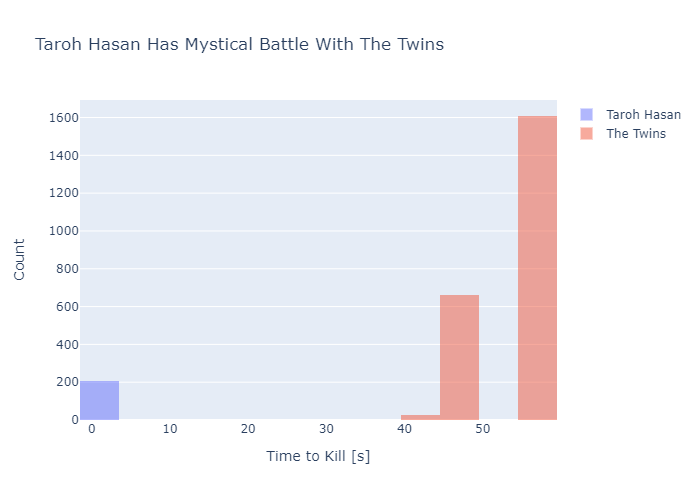 Taroh Hasan Has Mystical Battle With The Twins
Taroh Hasan
The Twins
1600
1400
1200
1000
800
600
400
200
0
0 10 20 30 40 50
Count
Time to Kill [s]